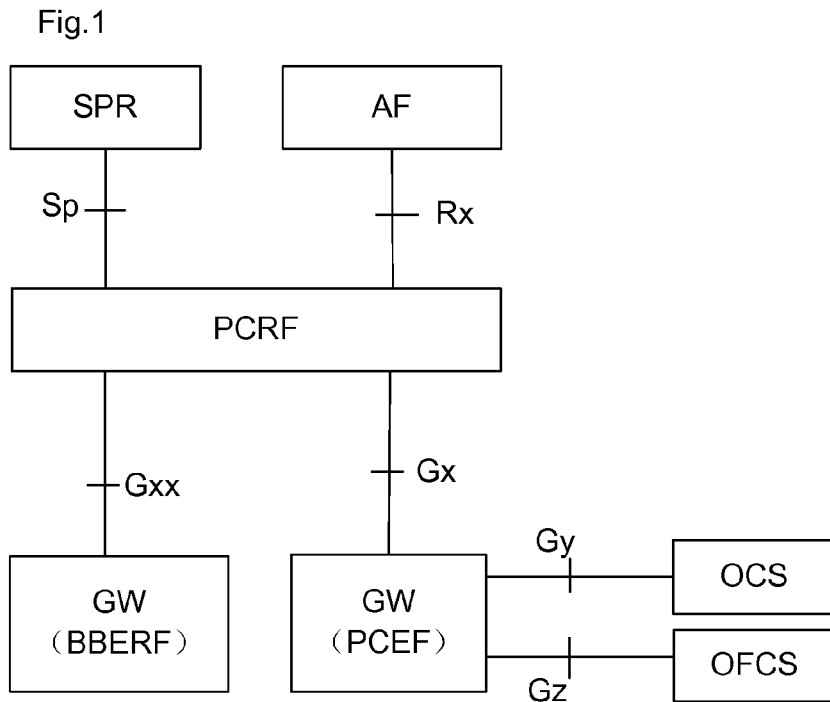 Fig.1
SPR
AF
Sp
Rx
PCRF
Gxx
Gx
GW
（BBERF）
GW
(PCEF)
Gy
OCS
Gz
OFCS